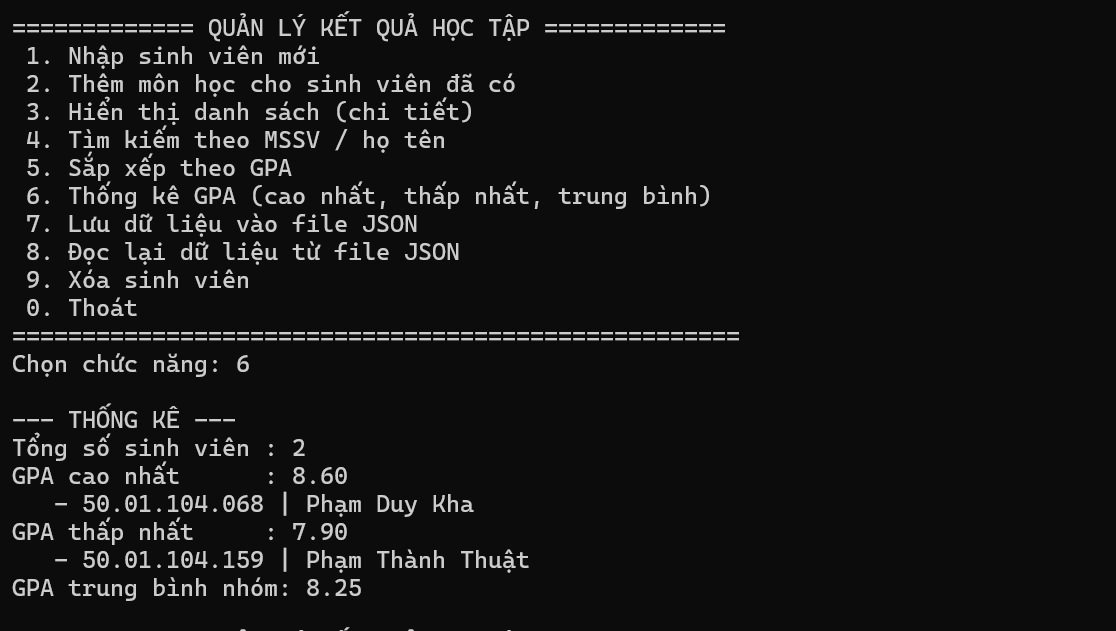 ============= QUẢN LÝ KẾT QUẢ HỌC TẬP =============
 1. Nhập sinh viên mới
 2. Thêm môn học cho sinh viên đã có
 3. Hiển thị danh sách (chi tiết)
 4. Tìm kiếm theo MSSV / họ tên
 5. Sắp xếp theo GPA
 6. Thống kê GPA (cao nhất, thấp nhất, trung bình)
 7. Lưu dữ liệu vào file JSON
 8. Đọc lại dữ liệu từ file JSON
 9. Xóa sinh viên
 0. Thoát
====================================================
Chọn chức năng: 6

--- THỐNG KÊ ---
Tổng số sinh viên : 2
GPA cao nhất      : 8.60
   - 50.01.104.068 | Phạm Duy Kha
GPA thấp nhất     : 7.90
   - 50.01.104.159 | Phạm Thành Thuật
GPA trung bình nhóm: 8.25